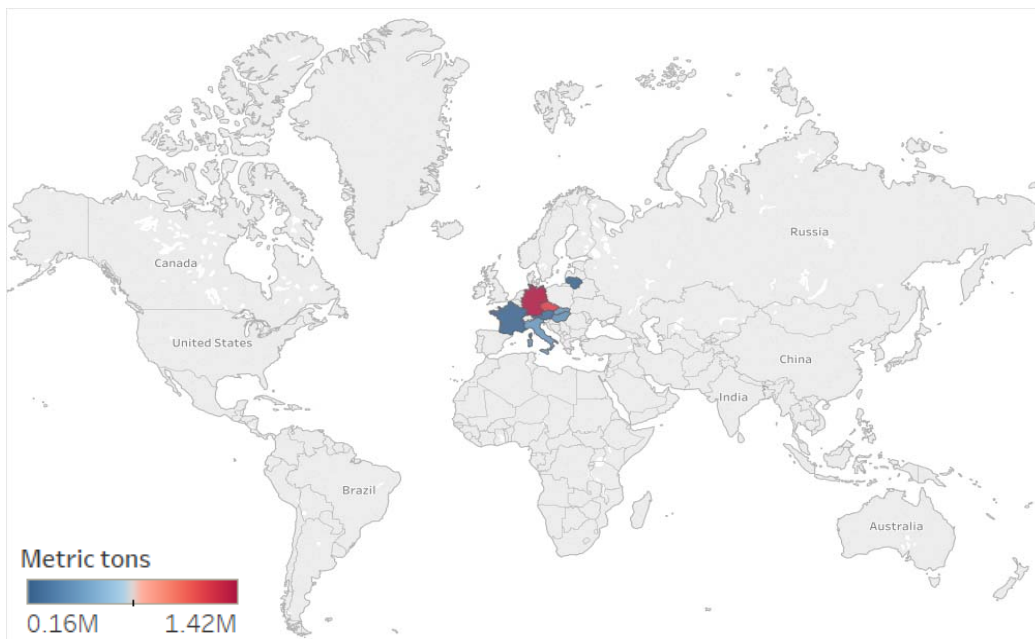 Russia
Canada
United States
China
India
Brazil
Australia
Metric tons
0.16M 1.42M